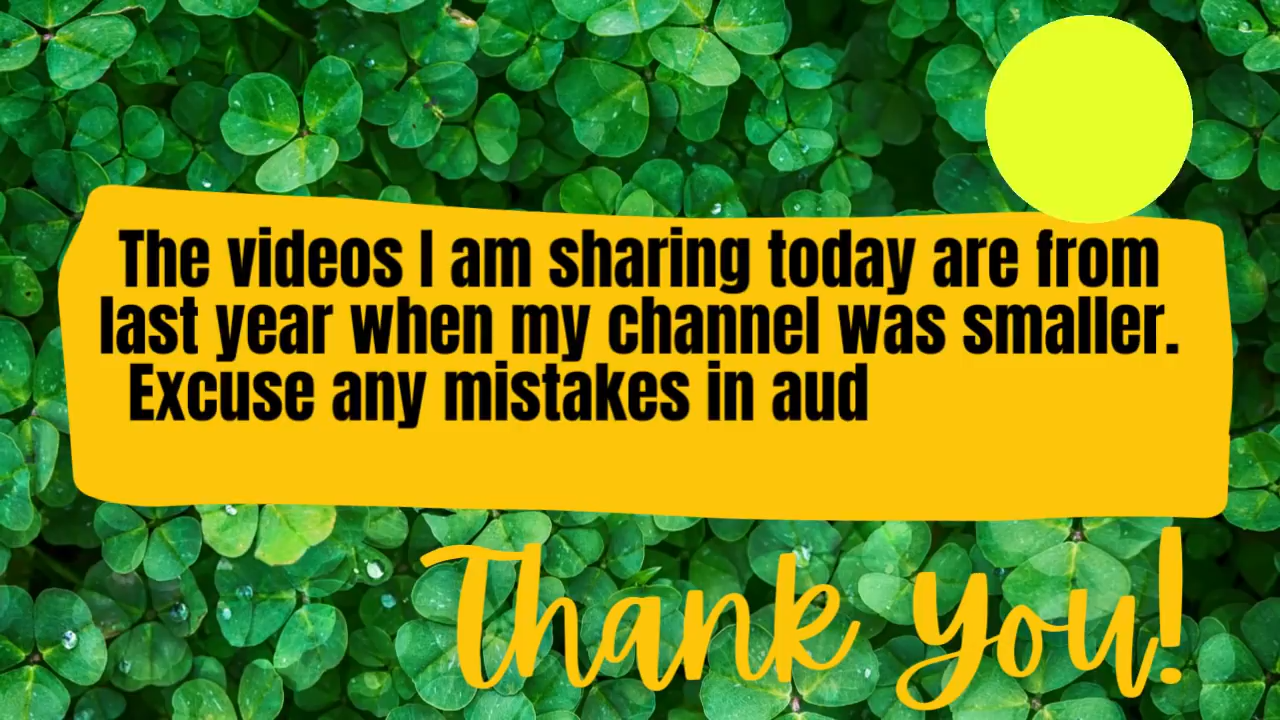 The videos I am sharing today are from
last year when my channel was smaller.
Excuse any mistakes in aud
Thank you!